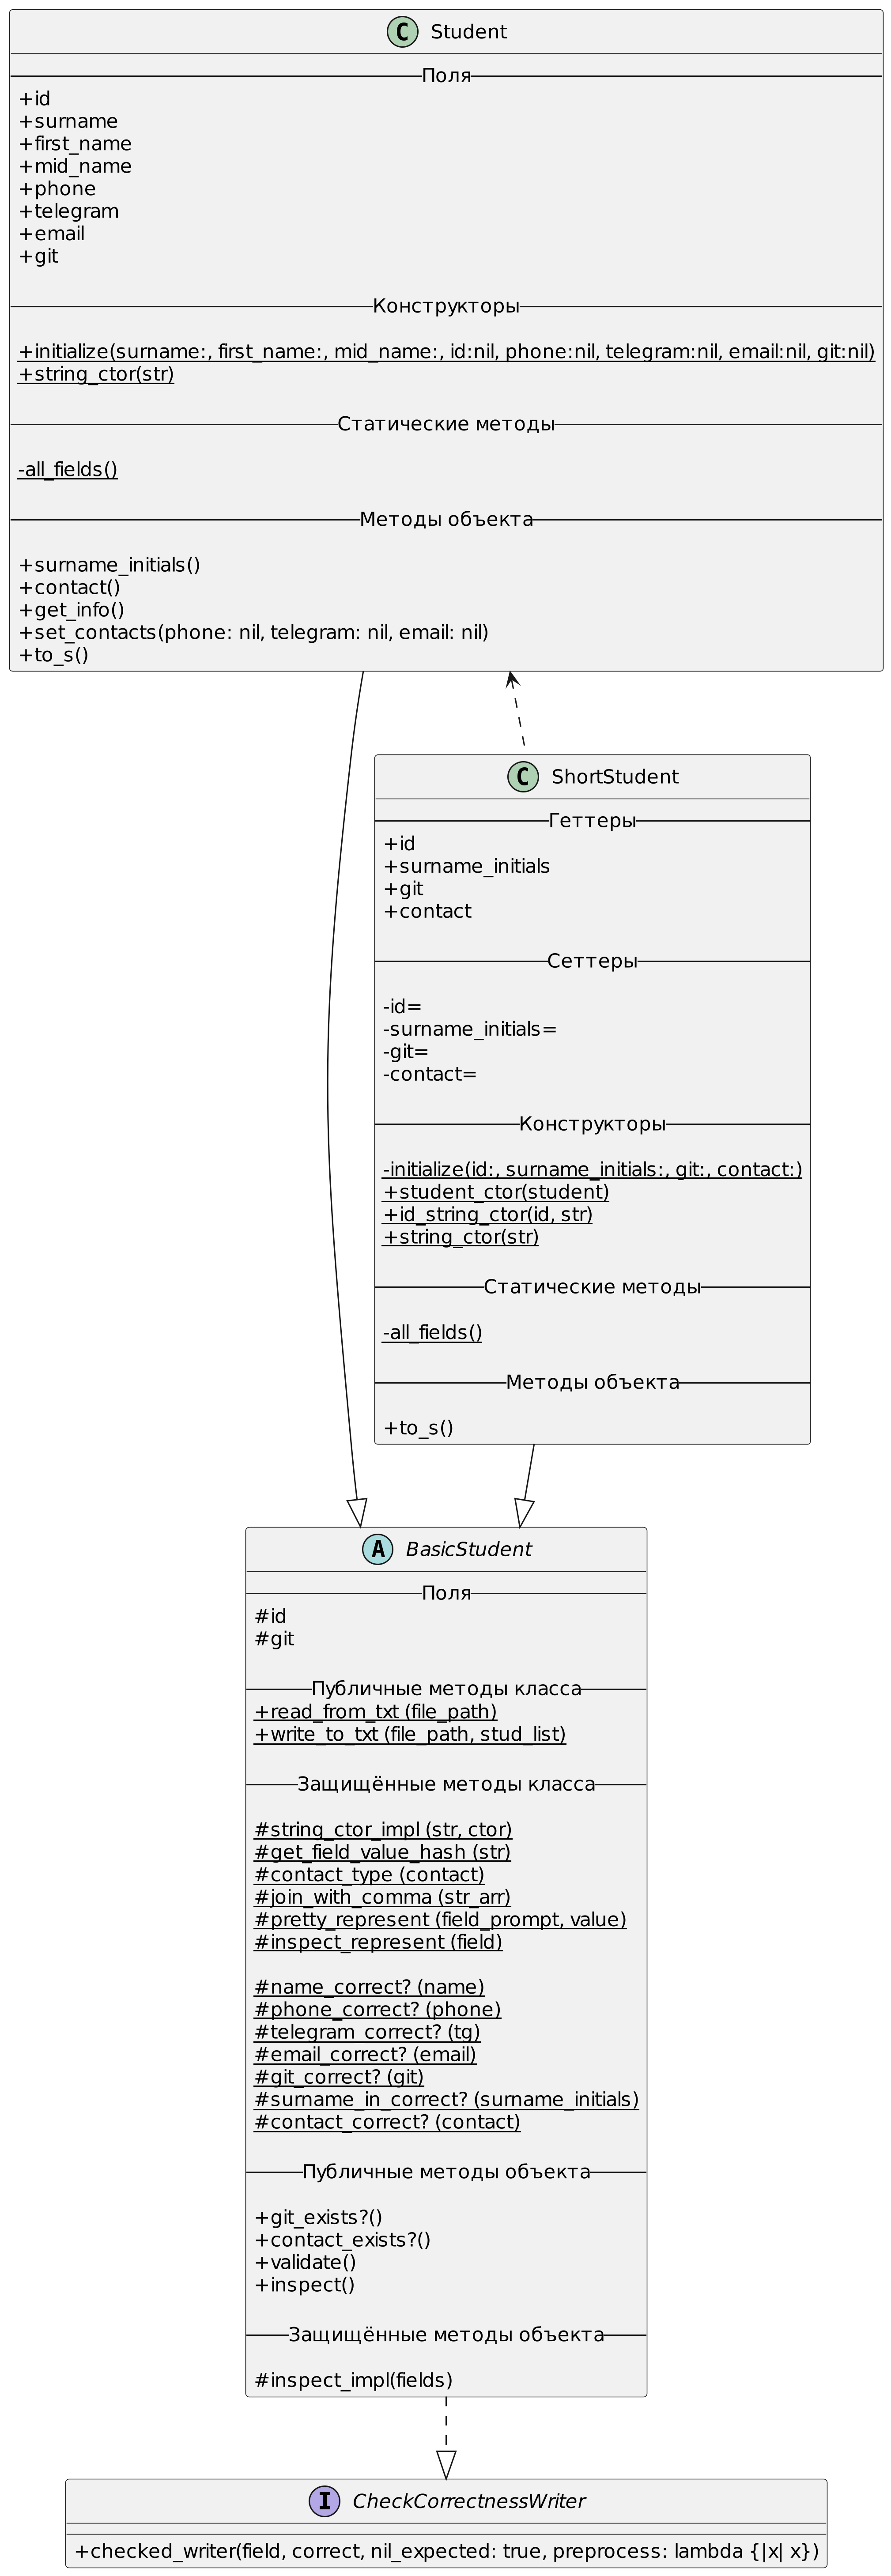 C Student
Поля
+id
+surname
+first_name
+mid_name
+phone
+telegram
+email
+git
Конструкторы
+initialize(surname:, first_name:, mid_name:, id:nil, phone:nil, telegram:nil, email:nil, git:nil)
+string_ctor(str)
Статические методы
-all_fields()
Методы объекта
+surname_initials()
+contact()
+get_info()
+set_contacts(phone: nil, telegram: nil, email: nil)
+to_s()
C ShortStudent
Геттеры
+id
+surname_initials
+git
+contact
Сеттеры
-id=
-surname_initials=
-git=
-contact=
Конструкторы
-initialize(id:, surname_initials:, git:, contact:)
+student_ctor(student)
+id_string_ctor(id, str)
+string_ctor(str)
Статические методы
-all_fields()
Методы объекта
+to_s()
A BasicStudent
Поля
#id
#git
Публичные методы класса
+read_from_txt (file_path)
+write_to_txt (file_path, stud_list)
Защищённые методы класса
#string_ctor_impl (str, ctor)
#get_field_value_hash (str)
#contact_type (contact)
#join_with_comma (str_arr)
#pretty_represent (field_prompt, value)
#inspect_represent (field)
#name_correct? (name)
#phone_correct? (phone)
#telegram_correct? (tg)
#email_correct? (email)
#git_correct? (git)
#surname_in_correct? (surname_initials)
#contact_correct? (contact)
Публичные методы объекта
+git_exists?()
+contact_exists?()
+validate()
+inspect()
Защищённые методы объекта
#inspect_impl(fields)
I CheckCorrectnessWriter
+checked_writer(field, correct, nil_expected: true, preprocess: lambda {|x| x})